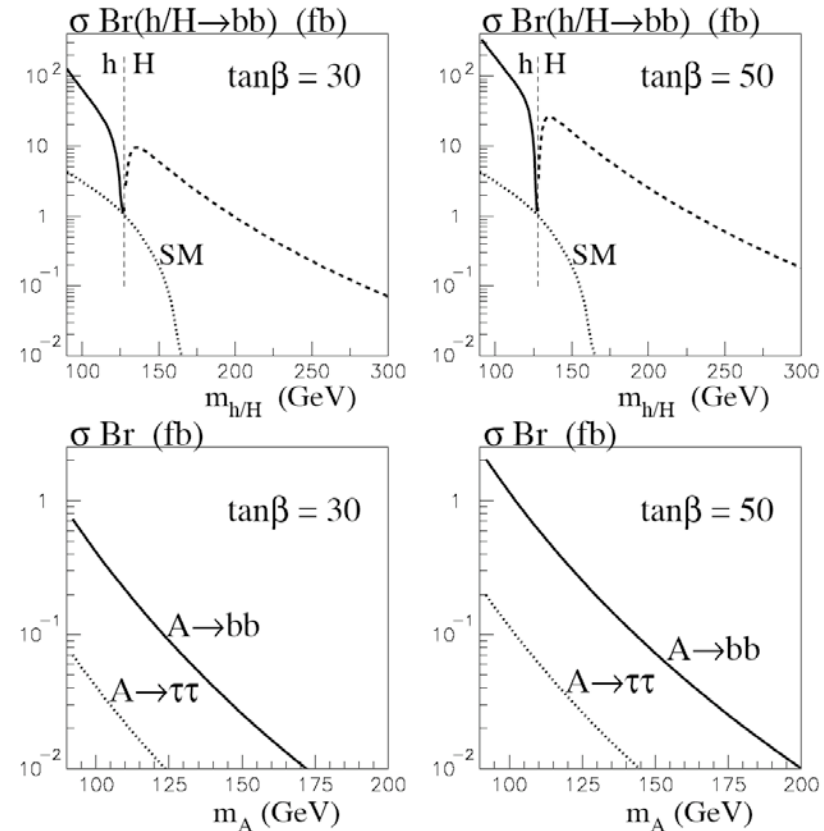 σ Br(h/H→bb) (fb)
10²
10
1
10⁻¹
10⁻²
h H
tanβ = 30
SM
100 150 200 250 300
m_h/H (GeV)
σ Br(h/H→bb) (fb)
10²
10
1
10⁻¹
10⁻²
h H
tanβ = 50
SM
100 150 200 250 300
m_h/H (GeV)
σ Br (fb)
1
10⁻¹
10⁻²
tanβ = 30
A→bb
A→ττ
100 125 150 175 200
m_A (GeV)
σ Br (fb)
1
10⁻¹
10⁻²
tanβ = 50
A→bb
A→ττ
100 125 150 175 200
m_A (GeV)